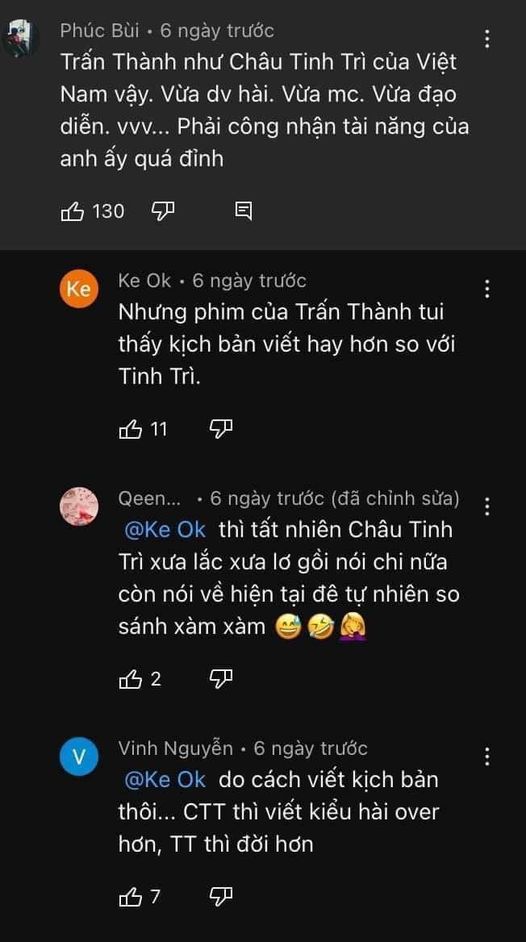 Phúc Bùi • 6 ngày trước
Trấn Thành như Châu Tinh Trì của Việt
Nam vậy. Vừa dv hài. Vừa mc. Vừa đạo
diễn. vvv... Phải công nhận tài năng của
anh ấy quá đỉnh
130
Ke
Ke Ok • 6 ngày trước
Nhưng phim của Trấn Thành tui
thấy kịch bản viết hay hơn so với
Tinh Trì.
11
Qeen... • 6 ngày trước (đã chỉnh sửa)
@Ke Ok thì tất nhiên Châu Tinh
Trì xưa lắc xưa lơ gồi nói chi nữa
còn nói về hiện tại đê tự nhiên so
sánh xàm xàm 😅🤣🤦‍♀️
2
V
Vinh Nguyễn • 6 ngày trước
@Ke Ok do cách viết kịch bản
thôi... CTT thì viết kiểu hài over
hơn, TT thì đời hơn
7